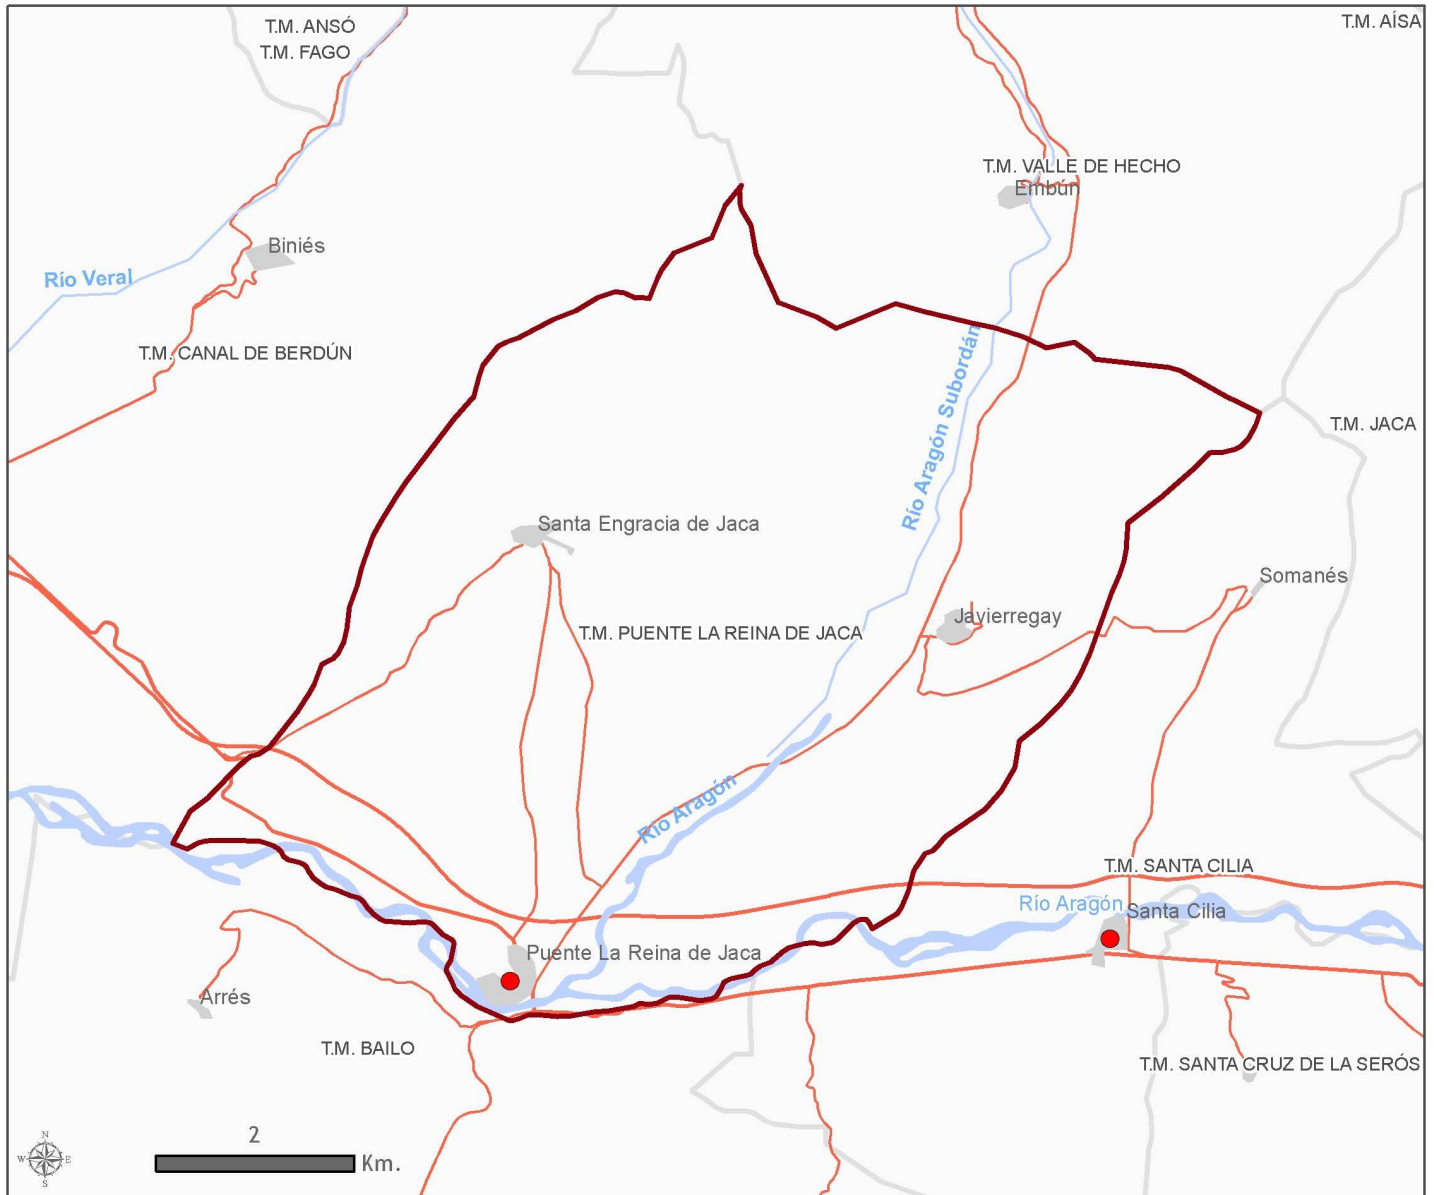 T.M. ANSÓ
T.M. FAGO
T.M. AÍSA
T.M. VALLE DE HECHO
Embún
Biniés
Río Veral
T.M. CANAL DE BERDÚN
Río Aragón Subordán
T.M. JACA
Santa Engracia de Jaca
Somanés
Javierregay
T.M. PUENTE LA REINA DE JACA
Río Aragón
T.M. SANTA CILIA
Río Aragón
Santa Cilia
Puente La Reina de Jaca
Arrés
T.M. BAILO
T.M. SANTA CRUZ DE LA SERÓS
N
W
E
S
2
Km.